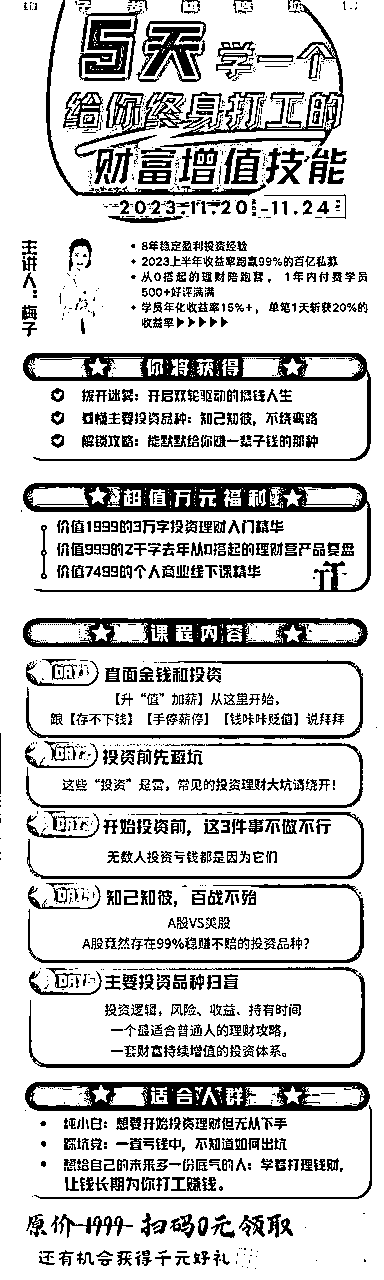 5天学一个
给你终身打工的
财富增值技能
2023.11.20-11.24
主讲人：梅子
8年稳定盈利投资经验
2023上半年收益率跑赢99%的百亿私募
从0搭起的理财陪跑营，1年内付费学员
500+好评满满
学员年化收益率15%+，单笔1天斩获20%的
收益率▶▶▶▶▶
你将获得
拨开迷雾：开启双轮驱动的赚钱人生
看懂主要投资品种：知己知彼，不绕弯路
解锁攻略：能默默给你赚一辈子钱的那种
超值万元福利
价值1999的3万字投资理财入门精华
价值999的2千字去年从0搭起的理财营产品复盘
价值7499的个人商业线下课精华
课程内容
DAY1 直面金钱和投资
【升“值”加薪】从这里开始，
跟【存不下钱】【手停薪停】【钱咔咔贬值】说拜拜
DAY2 投资前先避坑
这些“投资”是雷，常见的投资理财大坑请绕开！
DAY3 开始投资前，这3件事不做不行
无数人投资亏钱都是因为它们
DAY4 知己知彼，百战不殆
A股VS美股
A股竟然存在99%稳赚不赔的投资品种？
DAY5 主要投资品种扫盲
投资逻辑，风险、收益、持有时间
一个最适合普通人的理财攻略，
一套财富持续增值的投资体系。
适合人群
纯小白：想要开始投资理财但无从下手
踩坑党：一直亏钱中，不知道如何出坑
想给自己的未来多一份底气的人：学着打理钱财，
让钱长期为你打工赚钱。
原价-1999-扫码0元领取
还有机会获得千元好礼